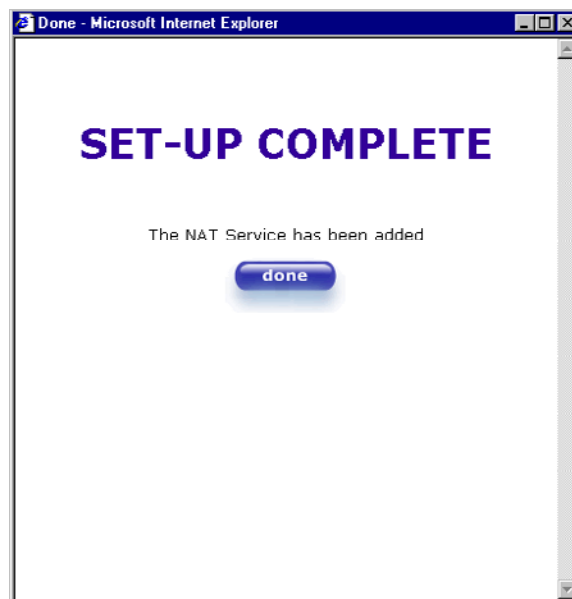 Done - Microsoft Internet Explorer
SET-UP COMPLETE
The NAT Service has been added
done